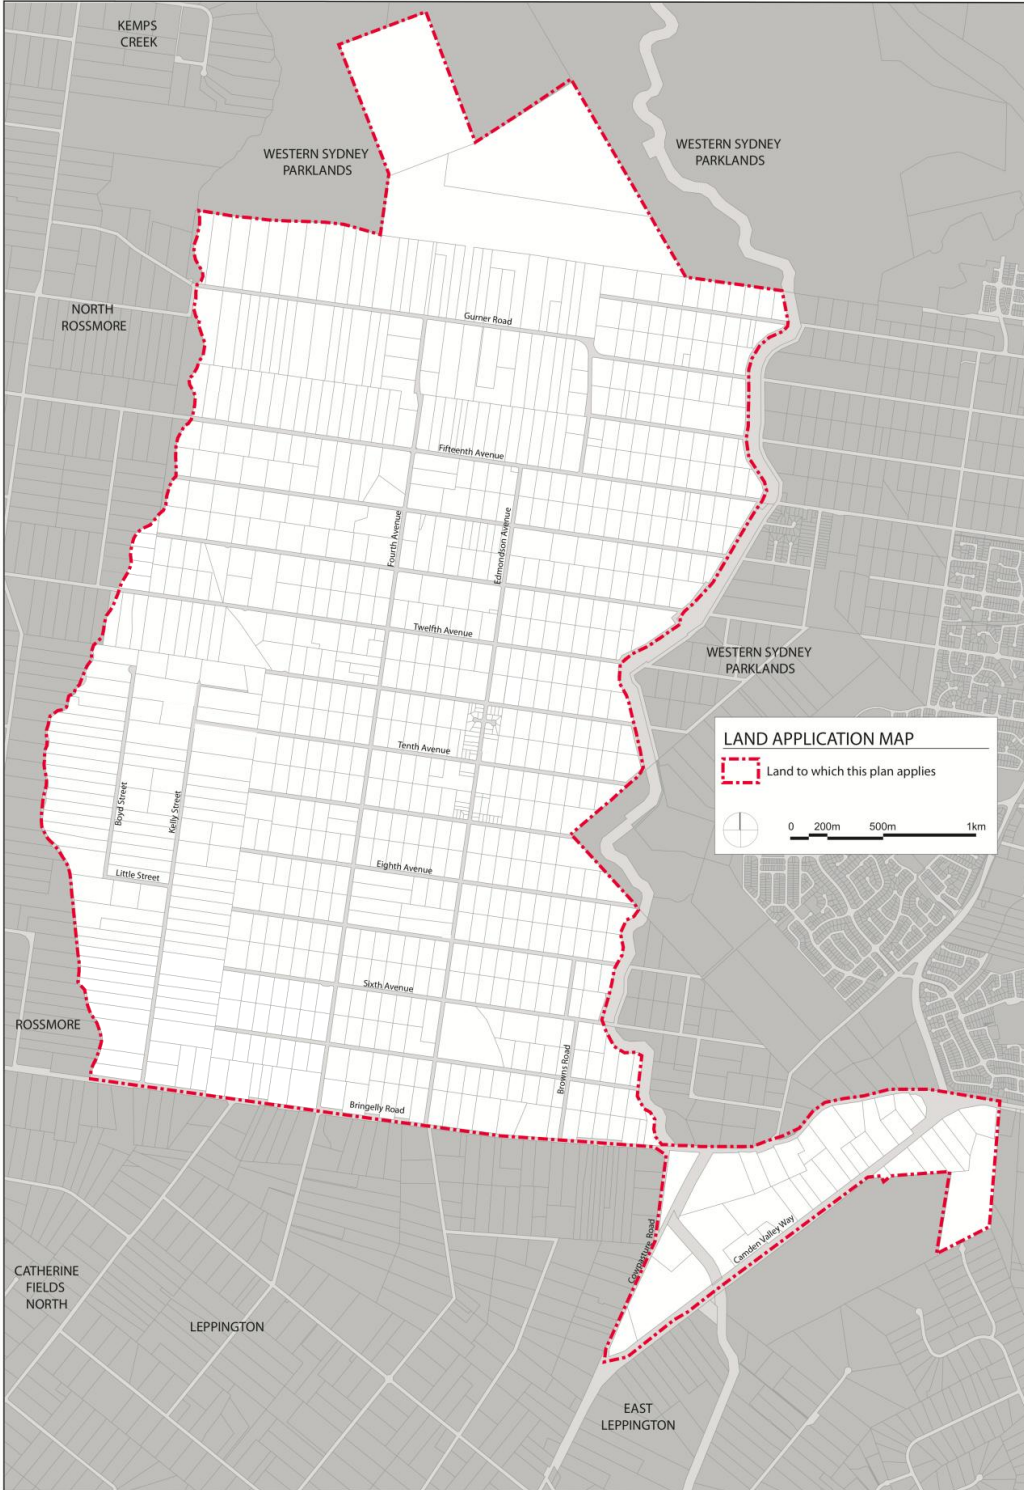 KEMPS
CREEK
WESTERN SYDNEY
PARKLANDS
WESTERN SYDNEY
PARKLANDS
NORTH
ROSSMORE
Gurner Road
Fifteenth Avenue
Fourth Avenue
Edmondson Avenue
Twelfth Avenue
WESTERN SYDNEY
PARKLANDS
Tenth Avenue
LAND APPLICATION MAP
Land to which this plan applies
0 200m 500m 1km
Boyd Street
Kelly Street
Eighth Avenue
Little Street
Sixth Avenue
ROSSMORE
Browns Road
Bringelly Road
Cowpasture Road
Camden Valley Way
CATHERINE
FIELDS
NORTH
LEPPINGTON
EAST
LEPPINGTON